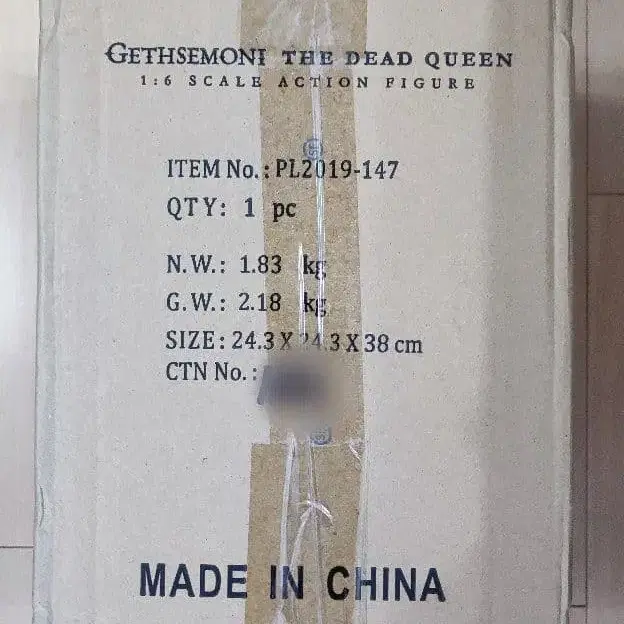 GETHSEMONI THE DEAD QUEEN
1:6 SCALE ACTION FIGURE
ITEM No.: PL2019-147
QTY: 1 pc
N.W.: 1.83 kg
G.W.: 2.18 kg
SIZE: 24.3 X 24.3 X 38 cm
CTN No.:
MADE IN CHINA